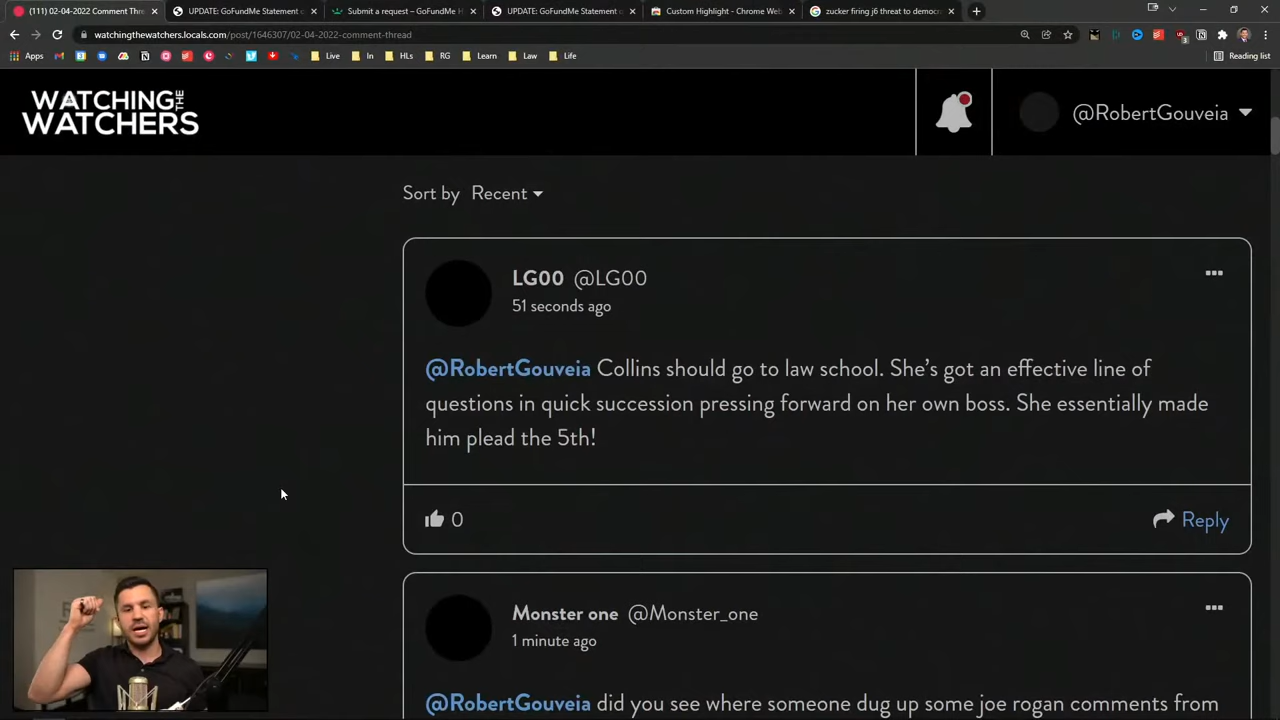 (111) 02-04-2022 Comment Thre
UPDATE: GoFundMe Statement o
Submit a request – GoFundMe H
UPDATE: GoFundMe Statement o
Custom Highlight - Chrome Web
zucker firing j6 threat to democr
watchingthewatchers.locals.com/post/1646307/02-04-2022-comment-thread
Apps
Live
In
HLs
RG
Learn
Law
Life
Reading list
WATCHING THE
WATCHERS
@RobertGouveia
Sort by Recent
LG00 @LG00
51 seconds ago
@RobertGouveia Collins should go to law school. She’s got an effective line of
questions in quick succession pressing forward on her own boss. She essentially made
him plead the 5th!
0
Reply
Monster one @Monster_one
1 minute ago
@RobertGouveia did you see where someone dug up some joe rogan comments from